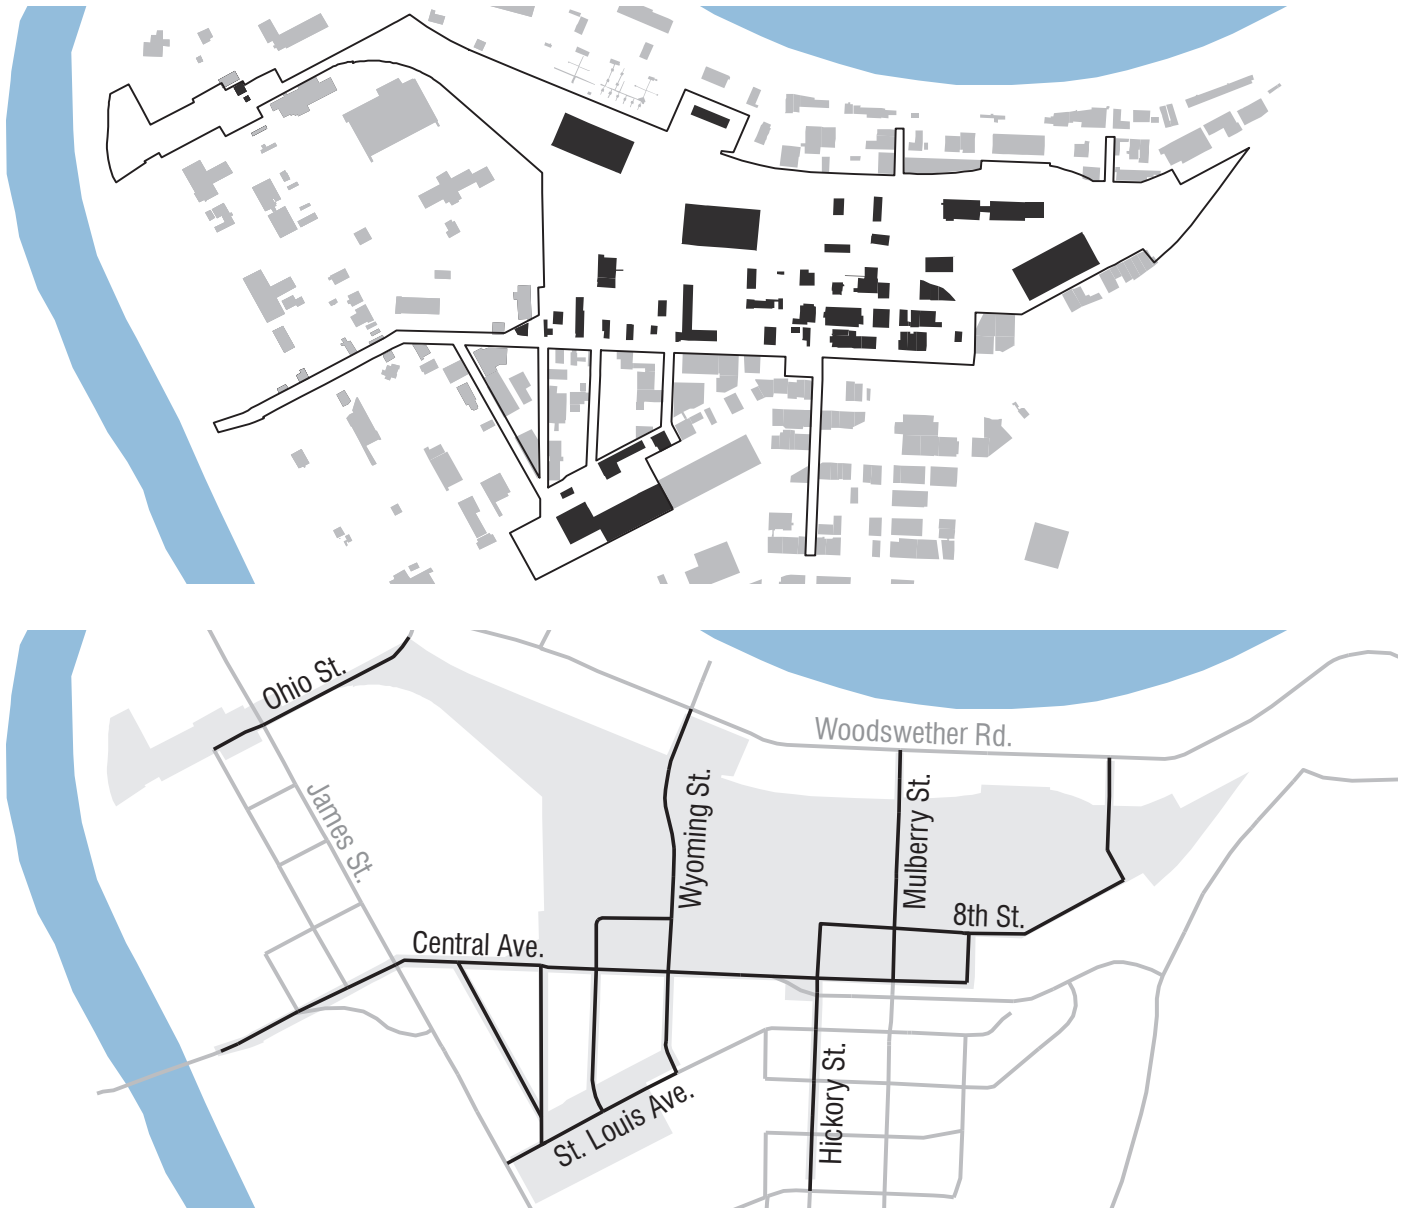 Ohio St.
Woodswether Rd.
James St.
Wyoming St.
Mulberry St.
8th St.
Central Ave.
Hickory St.
St. Louis Ave.